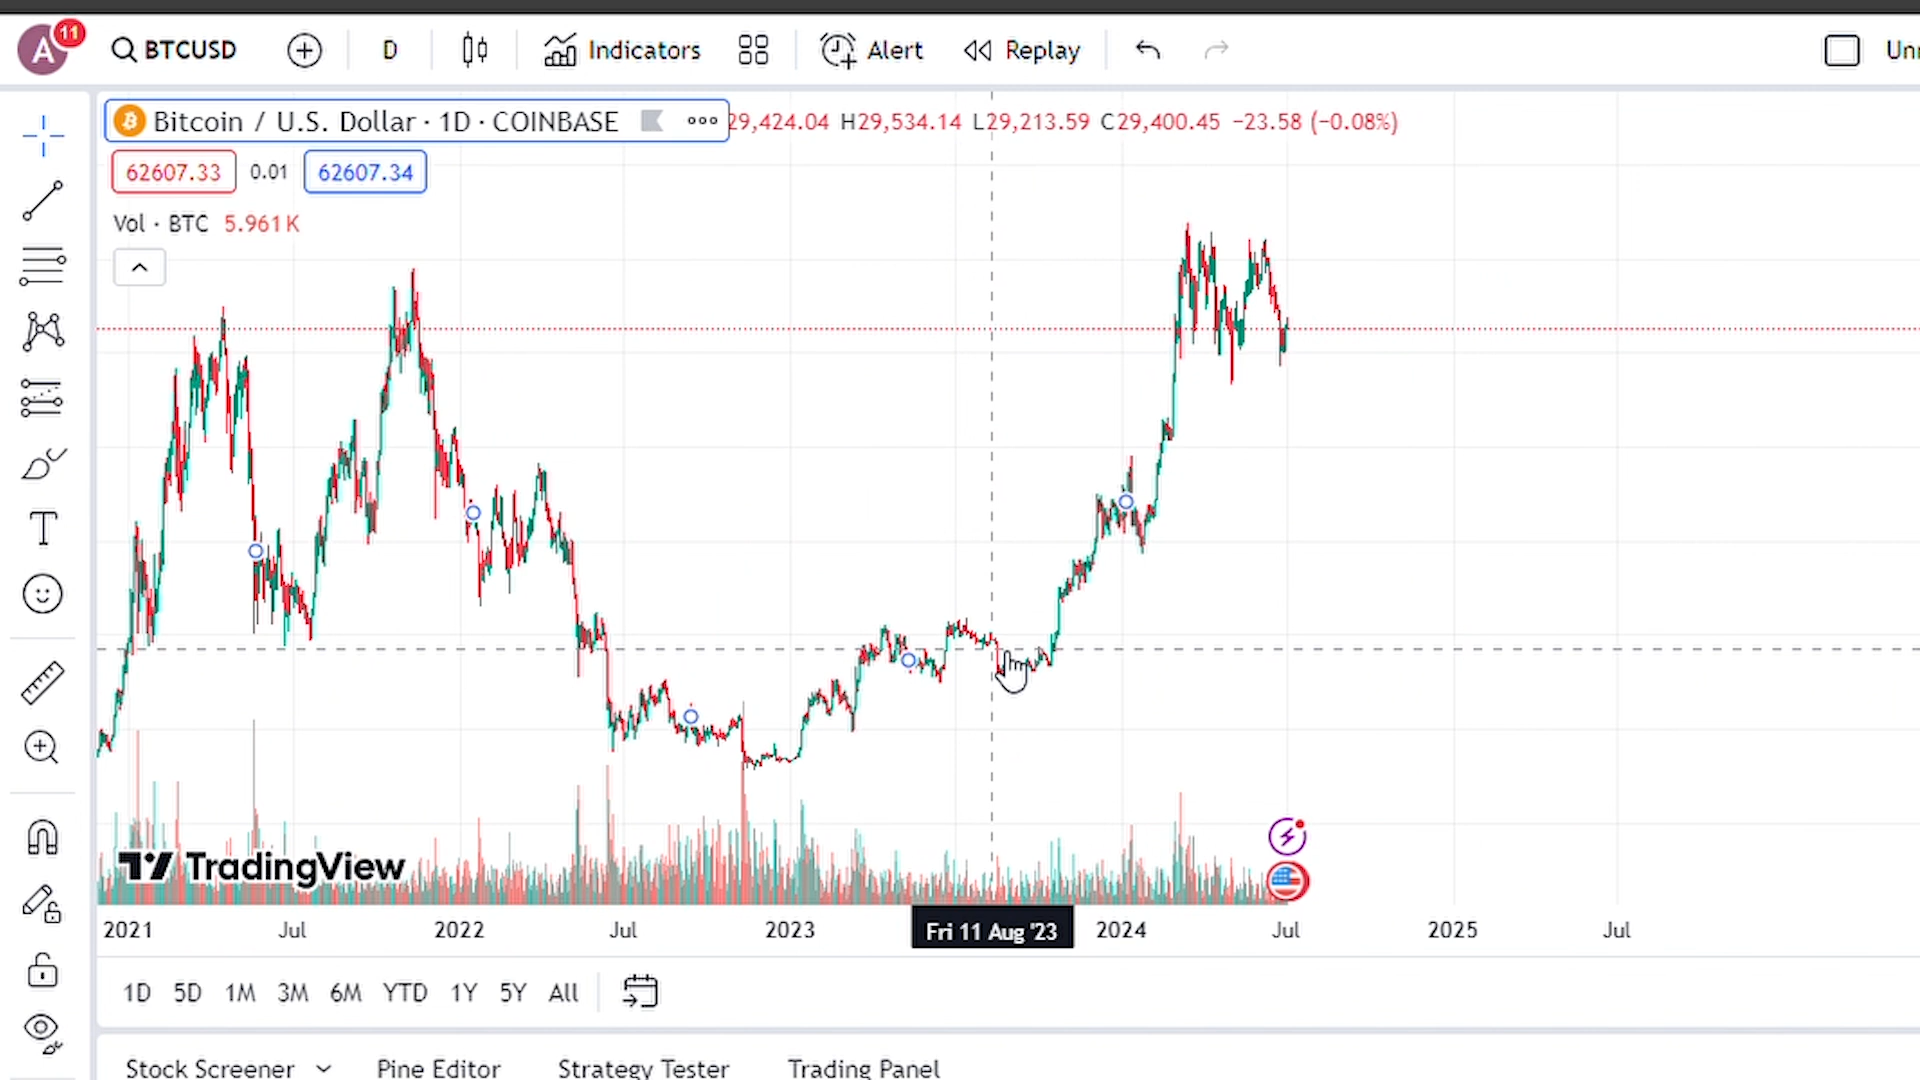 A 11 BTCUSD D Indicators Alert Replay Unn
Bitcoin / U.S. Dollar · 1D · COINBASE 29,424.04 H29,534.14 L29,213.59 C29,400.45 −23.58 (−0.08%)
62607.33 0.01 62607.34
Vol · BTC 5.961K
T
TradingView
2021 Jul 2022 Jul 2023 Fri 11 Aug '23 2024 Jul 2025 Jul
1D 5D 1M 3M 6M YTD 1Y 5Y All
Stock Screener Pine Editor Strategy Tester Trading Panel